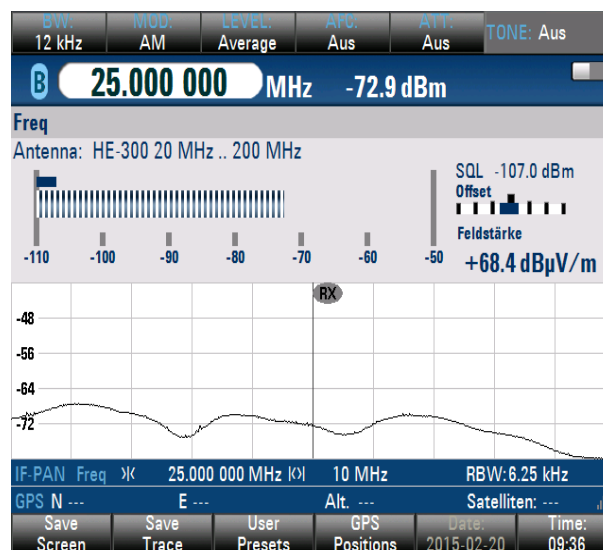 BW: MOD: LEVEL: AFC: ATT: TONE: Aus
12 kHz AM Average Aus Aus
B 25.000 000 MHz -72.9 dBm
Freq
Antenna: HE-300 20 MHz .. 200 MHz
SQL -107.0 dBm
Offset
Feldstärke
-110 -100 -90 -80 -70 -60 -50 +68.4 dBµV/m
RX
-48
-56
-64
-72
IF-PAN Freq 25.000 000 MHz 10 MHz RBW: 6.25 kHz
GPS N --- E --- Alt. --- Satelliten: ---
Save Save User GPS Date: Time:
Screen Trace Presets Positions 2015-02-20 09:36